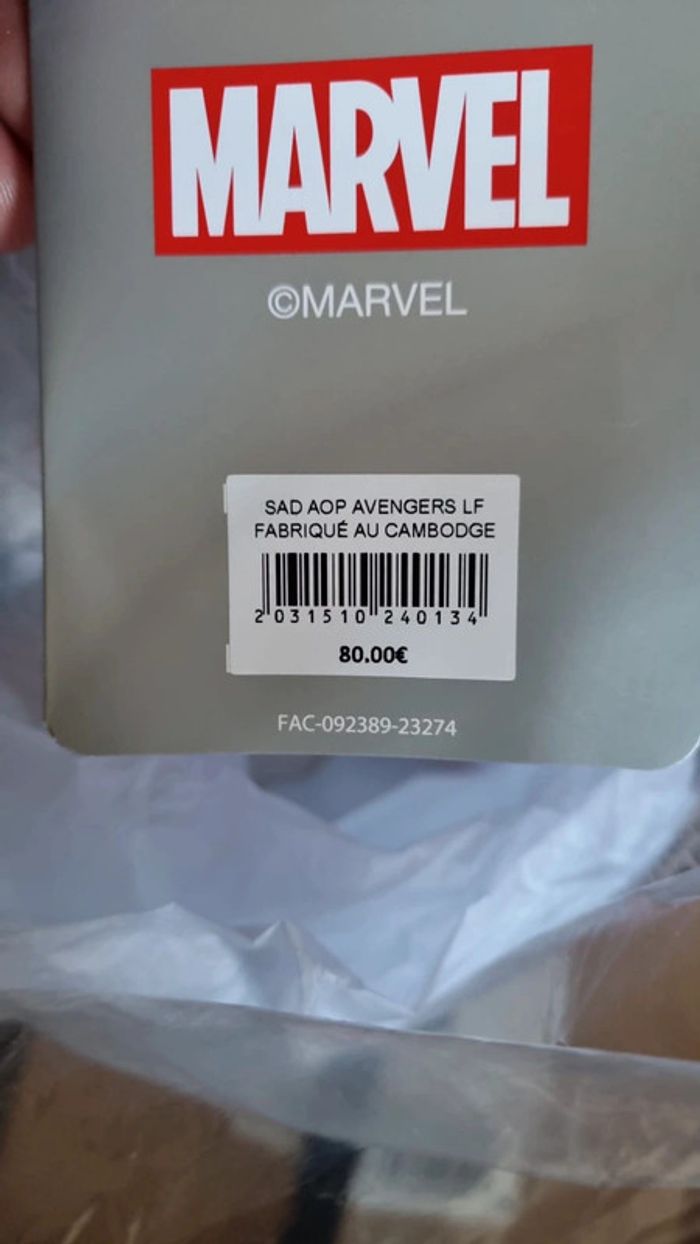 MARVEL
©MARVEL
SAD AOP AVENGERS LF
FABRIQUÉ AU CAMBODGE
2 031510 240134
80.00€
FAC-092389-23274